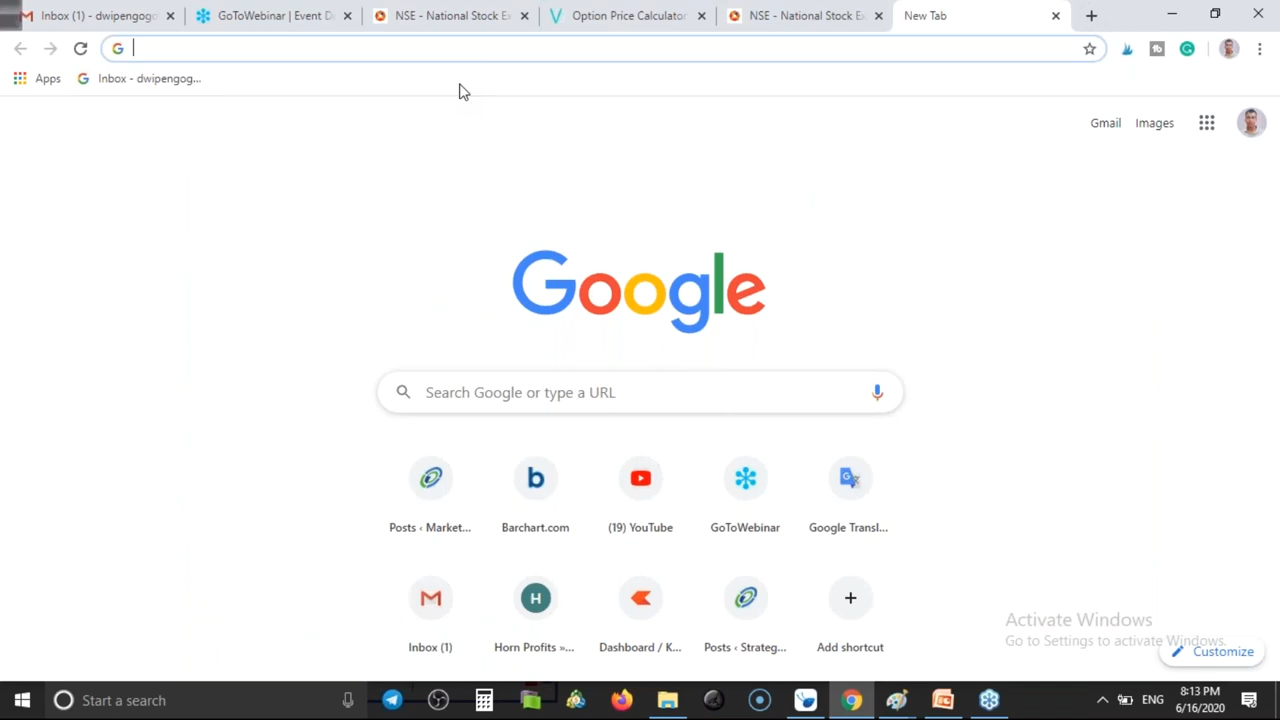 Inbox (1) - dwipengogo
GoToWebinar | Event D
NSE - National Stock Ex
Option Price Calculator
NSE - National Stock Ex
New Tab
Apps
Inbox - dwipengog...
Gmail
Images
Google
Search Google or type a URL
Posts ‹ Market...
Barchart.com
(19) YouTube
GoToWebinar
Google Transl...
Inbox (1)
Horn Profits »...
Dashboard / K...
Posts ‹ Strateg...
Add shortcut
Activate Windows
Go to Settings to activate Windows.
Customize
Start a search
ENG
8:13 PM
6/16/2020